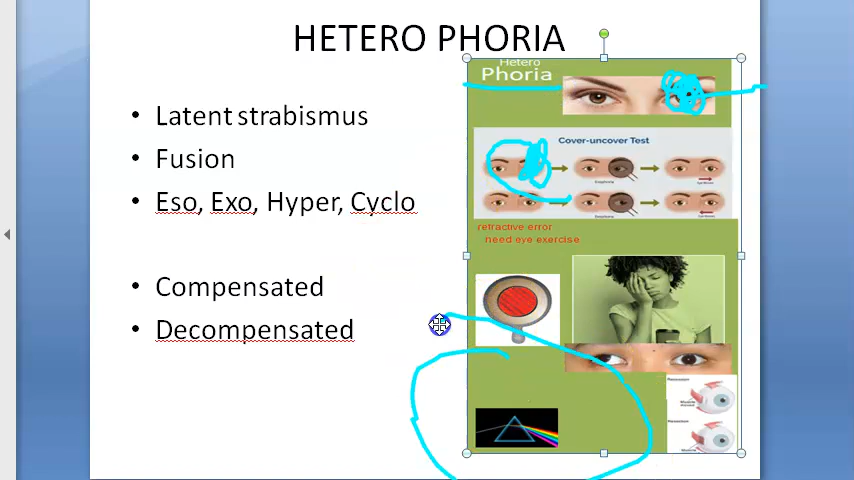 HETERO PHORIA
• Latent strabismus
• Fusion
• Eso, Exo, Hyper, Cyclo
• Compensated
• Decompensated
Hetero
Phoria
Cover-uncover Test
refractive error
need eye exercise